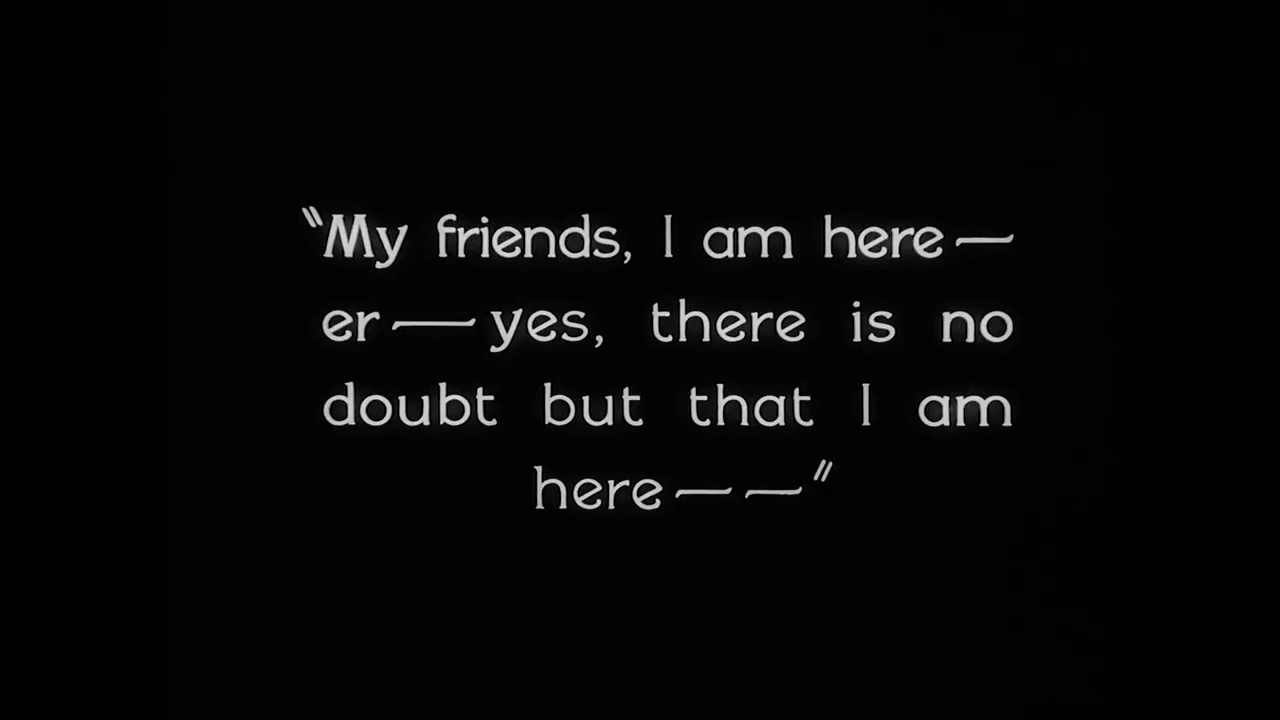 "My friends, I am here—
er—yes, there is no
doubt but that I am
here——"